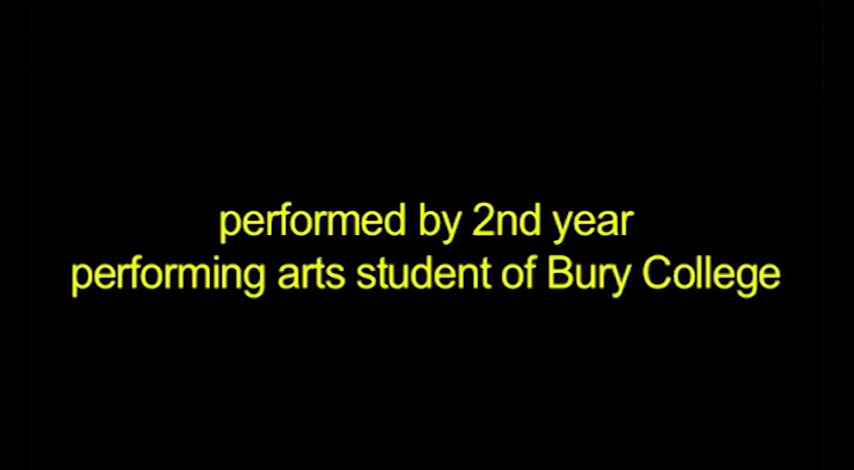 performed by 2nd year
performing arts student of Bury College